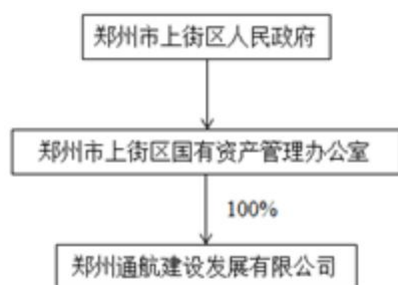 郑州市上街区人民政府
郑州市上街区国有资产管理办公室
100%
郑州通航建设发展有限公司